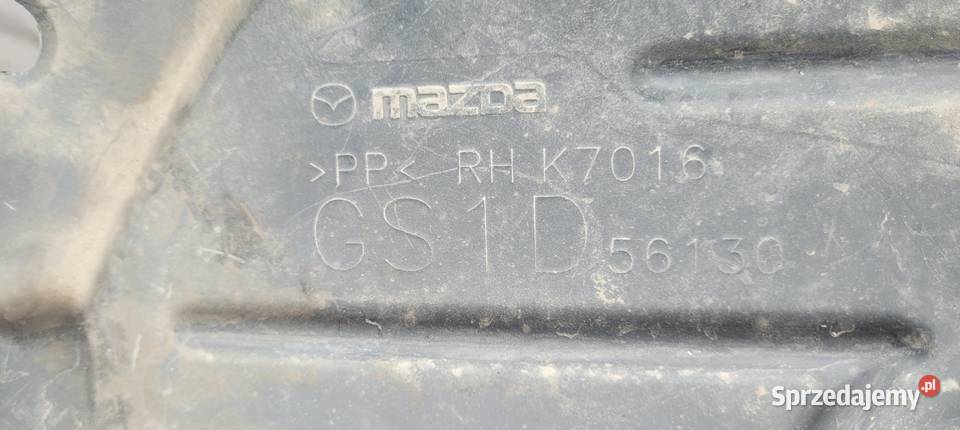 mazda
>PP< RH K7016
GS1D 56130
Sprzedajemy.pl